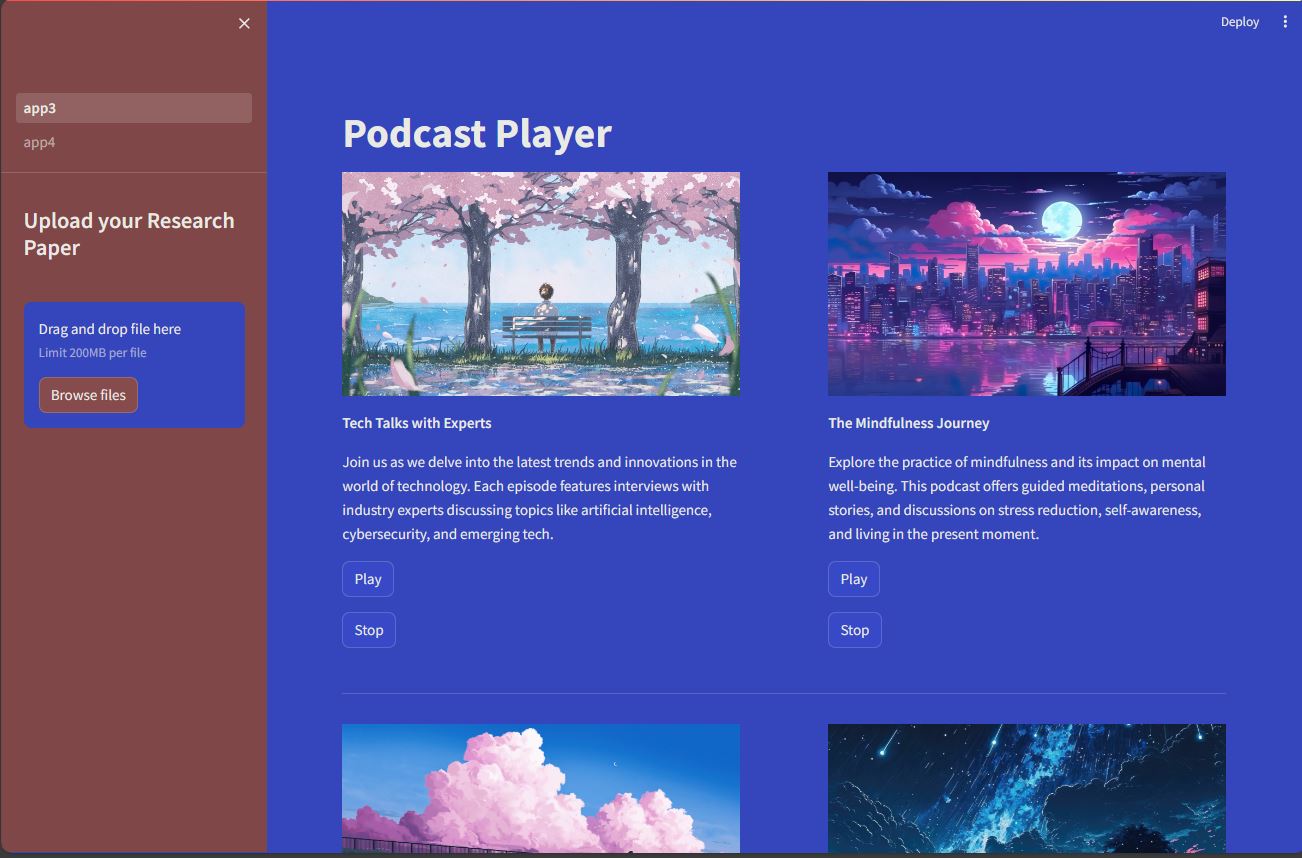 Deploy
app3
app4
Upload your Research
Paper
Drag and drop file here
Limit 200MB per file
Browse files
Podcast Player
Tech Talks with Experts
Join us as we delve into the latest trends and innovations in the
world of technology. Each episode features interviews with
industry experts discussing topics like artificial intelligence,
cybersecurity, and emerging tech.
Play
Stop
The Mindfulness Journey
Explore the practice of mindfulness and its impact on mental
well-being. This podcast offers guided meditations, personal
stories, and discussions on stress reduction, self-awareness,
and living in the present moment.
Play
Stop